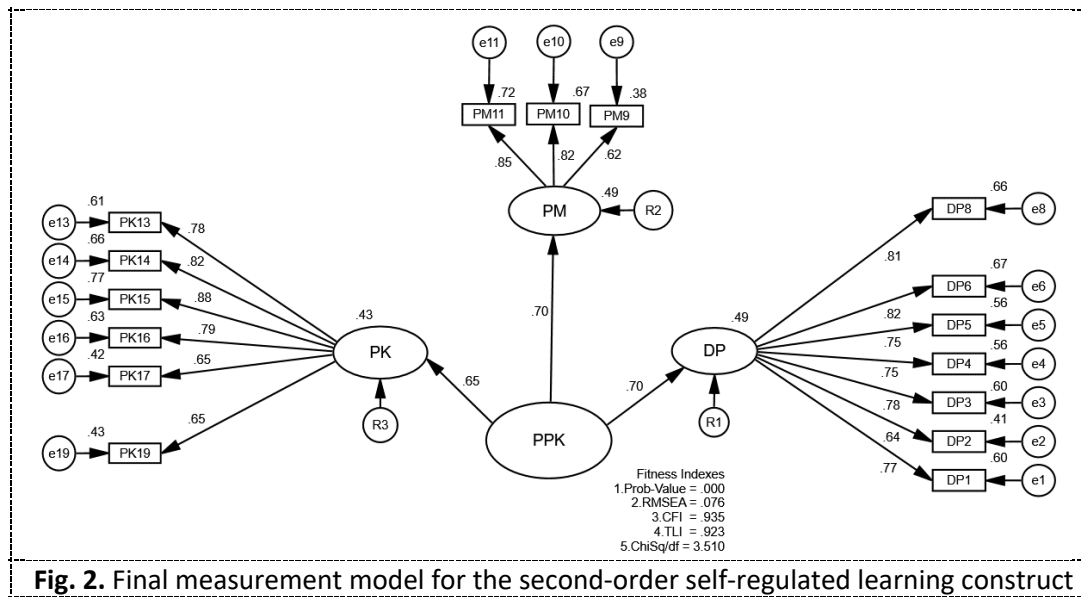 e11
e10
e9
.72
.67
.38
PM11
PM10
PM9
.85
.82
.62
.49
PM
R2
.61
e13
PK13
.78
.66
e14
PK14
.82
.77
e15
PK15
.88
.63
e16
PK16
.79
.42
e17
PK17
.65
.43
e19
PK19
.65
.43
PK
R3
.65
.70
.70
PPK
.49
DP
R1
.66
DP8
e8
.81
.67
DP6
e6
.82
.56
DP5
e5
.75
.56
DP4
e4
.75
.60
DP3
e3
.78
.41
DP2
e2
.64
.60
DP1
e1
.77
Fitness Indexes
1.Prob-Value = .000
2.RMSEA = .076
3.CFI = .935
4.TLI = .923
5.ChiSq/df = 3.510
Fig. 2. Final measurement model for the second-order self-regulated learning construct